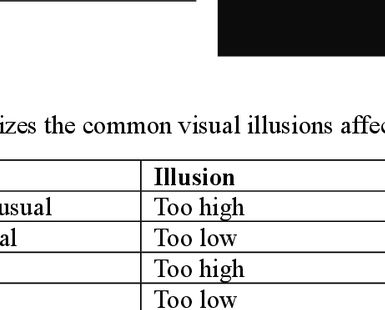 izes the common visual illusions affec
Illusion
usual Too high
al Too low
Too high
Too low